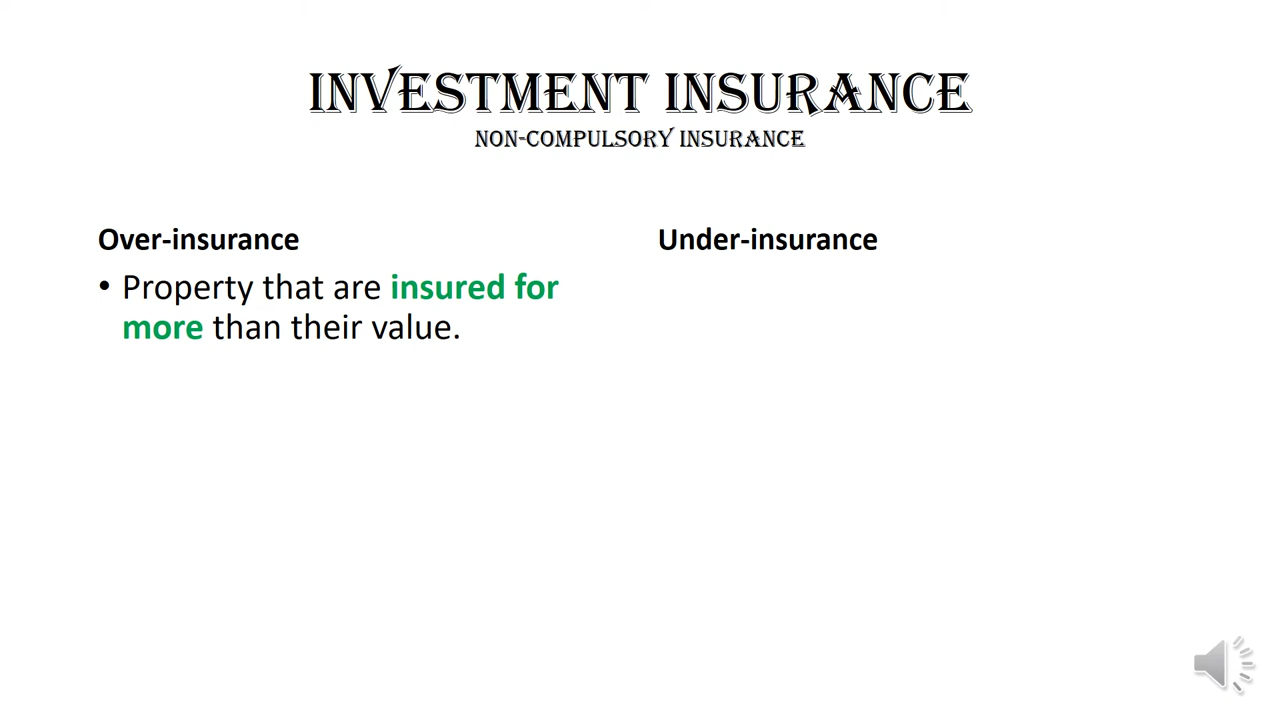 INVESTMENT INSURANCE
NON-COMPULSORY INSURANCE
Over-insurance
• Property that are insured for
more than their value.
Under-insurance